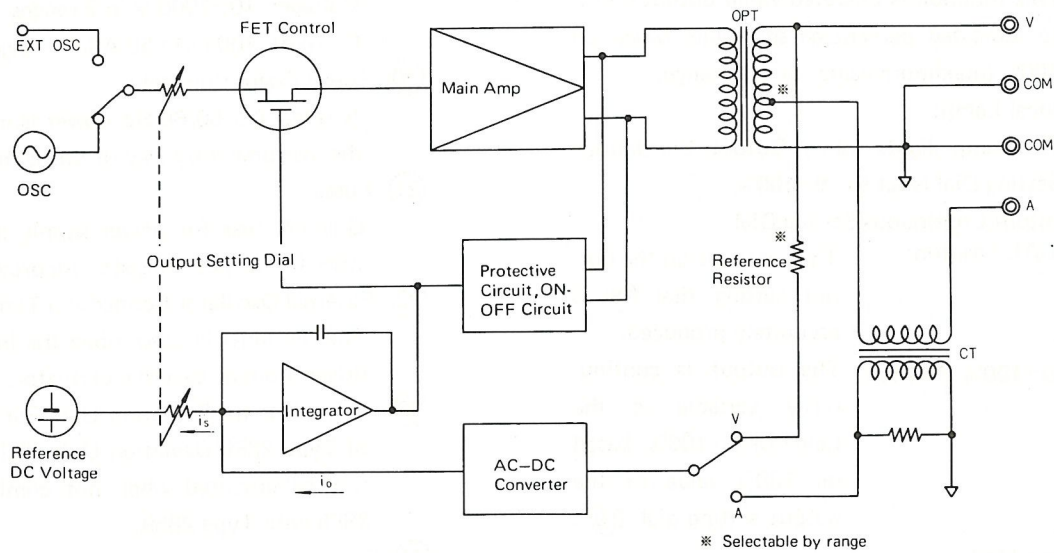 EXT OSC
OSC
FET Control
Main Amp
OPT
※
V
COM
COM
A
Output Setting Dial
Protective
Circuit, ON-
OFF Circuit
※
Reference
Resistor
CT
Reference
DC Voltage
is
Integrator
io
AC–DC
Converter
V
A
※ Selectable by range